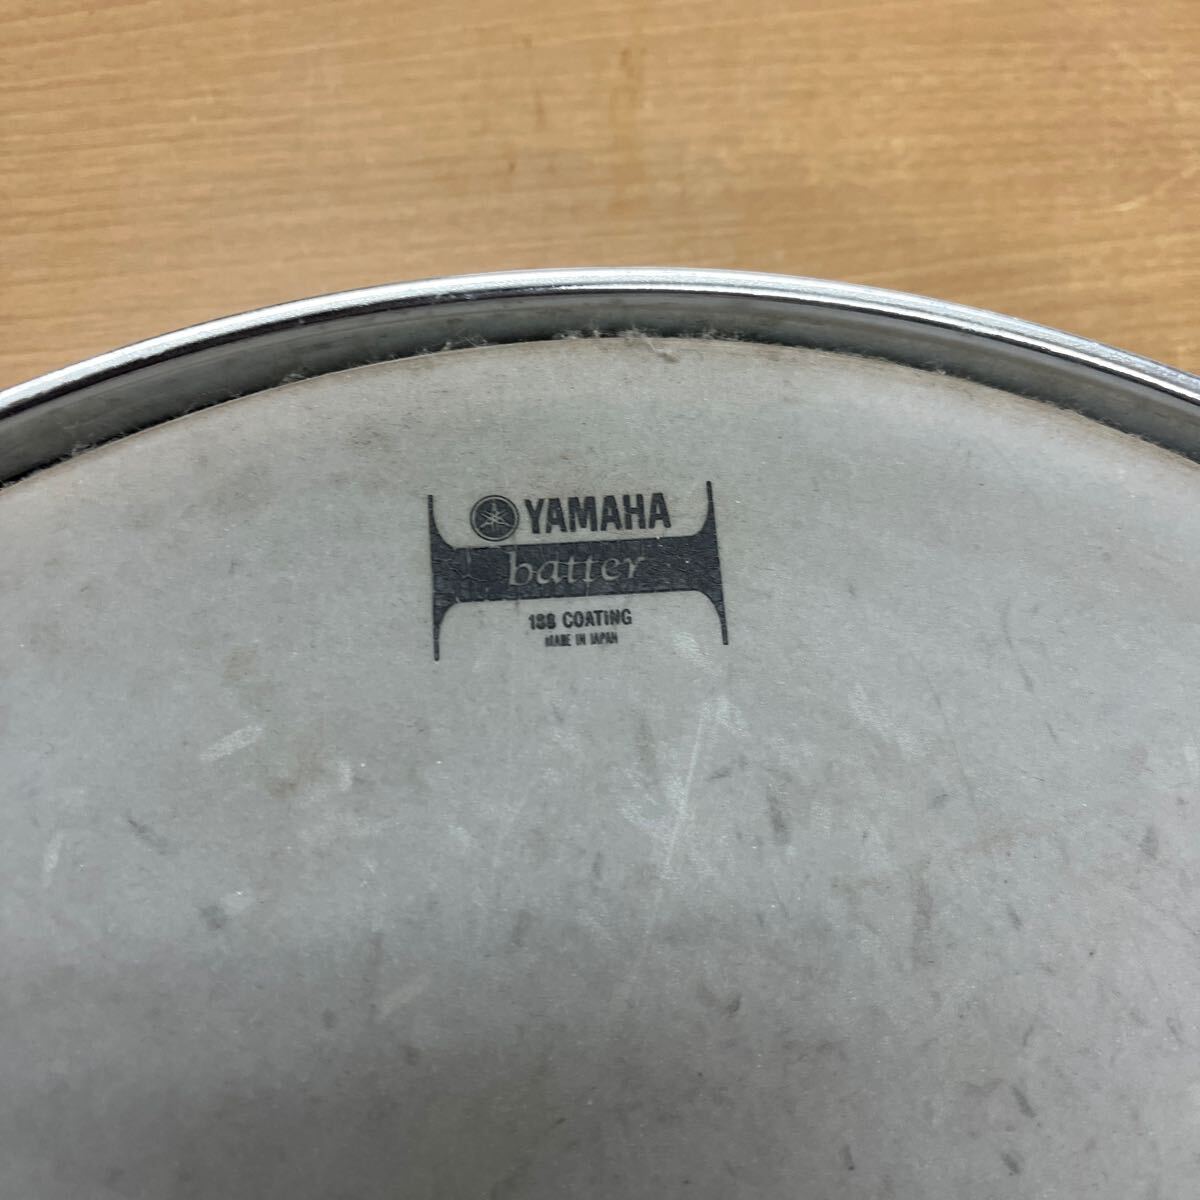 YAMAHA
batter
188 COATING
MADE IN JAPAN